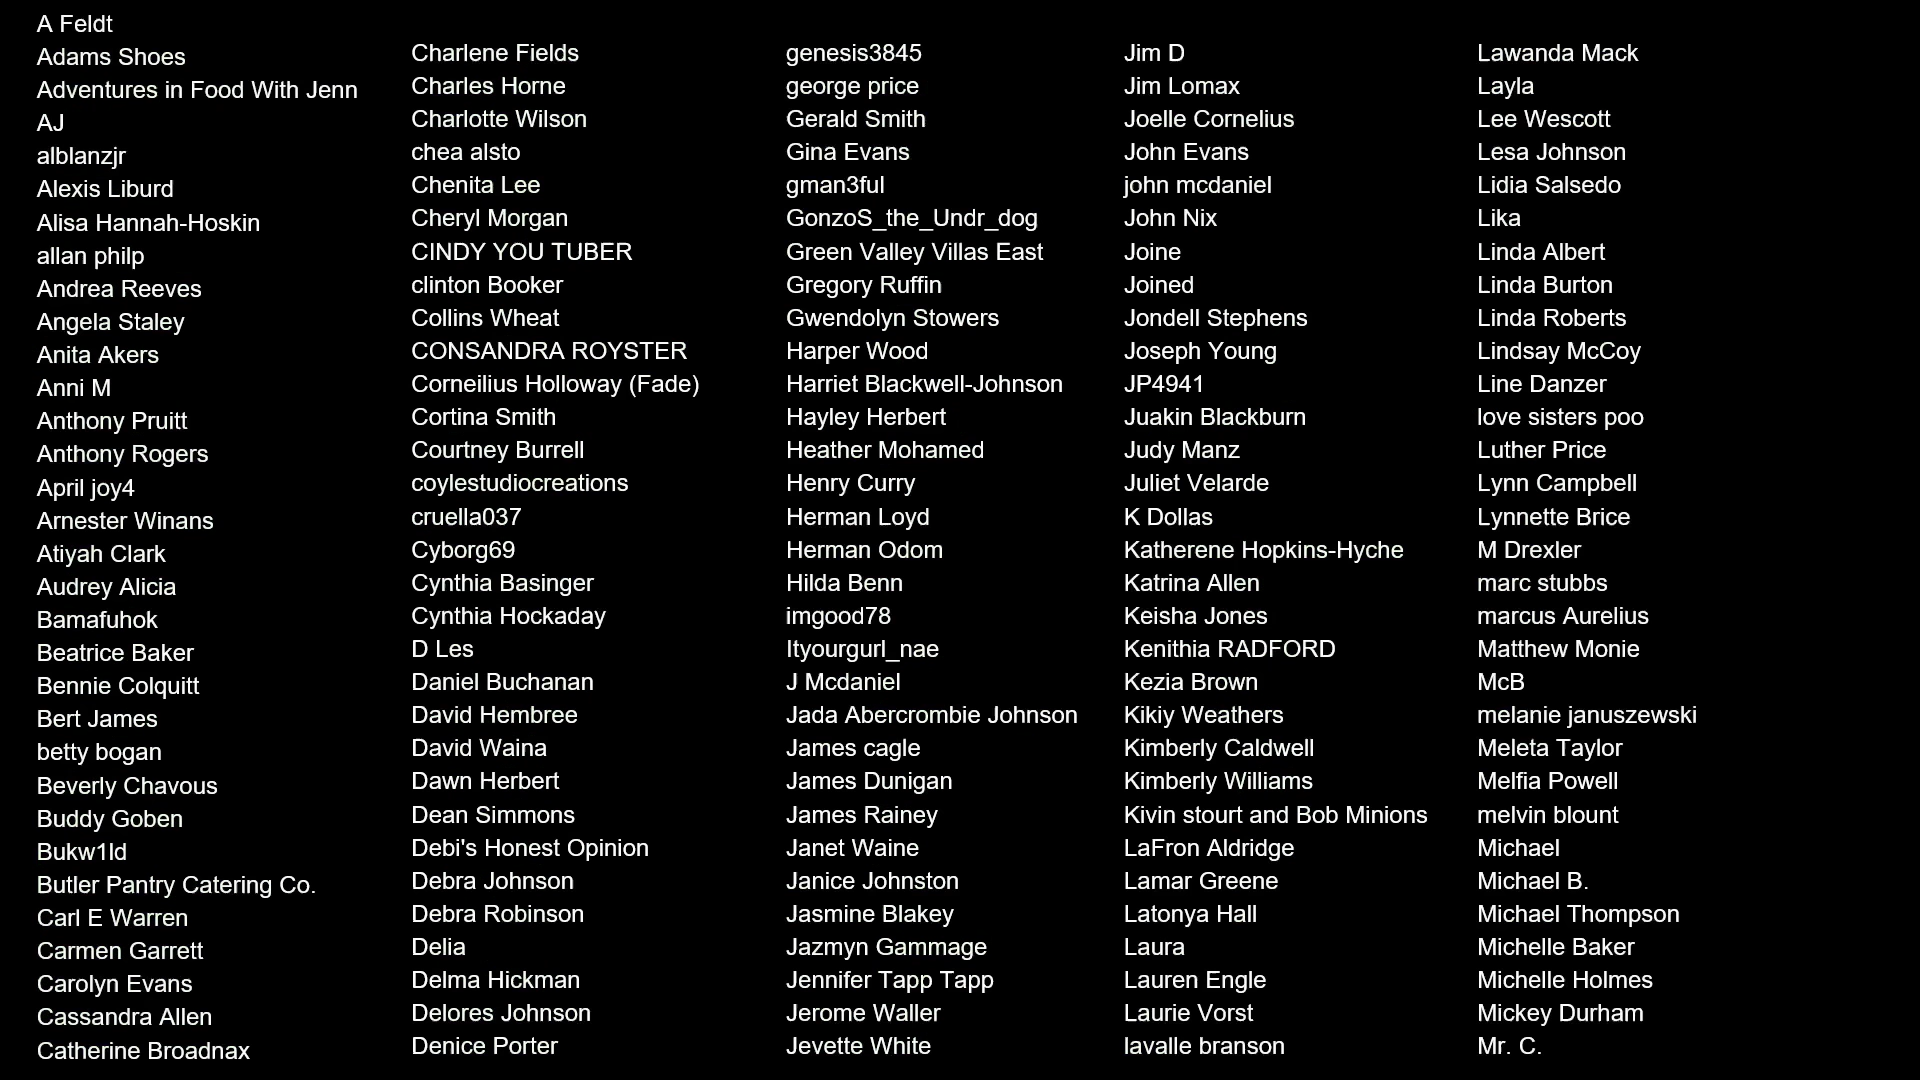 A Feldt
Adams Shoes
Adventures in Food With Jenn
AJ
alblanzjr
Alexis Liburd
Alisa Hannah-Hoskin
allan philp
Andrea Reeves
Angela Staley
Anita Akers
Anni M
Anthony Pruitt
Anthony Rogers
April joy4
Arnester Winans
Atiyah Clark
Audrey Alicia
Bamafuhok
Beatrice Baker
Bennie Colquitt
Bert James
betty bogan
Beverly Chavous
Buddy Goben
Bukw1ld
Butler Pantry Catering Co.
Carl E Warren
Carmen Garrett
Carolyn Evans
Cassandra Allen
Catherine Broadnax
Charlene Fields
Charles Horne
Charlotte Wilson
chea alsto
Chenita Lee
Cheryl Morgan
CINDY YOU TUBER
clinton Booker
Collins Wheat
CONSANDRA ROYSTER
Corneilius Holloway (Fade)
Cortina Smith
Courtney Burrell
coylestudiocreations
cruella037
Cyborg69
Cynthia Basinger
Cynthia Hockaday
D Les
Daniel Buchanan
David Hembree
David Waina
Dawn Herbert
Dean Simmons
Debi's Honest Opinion
Debra Johnson
Debra Robinson
Delia
Delma Hickman
Delores Johnson
Denice Porter
genesis3845
george price
Gerald Smith
Gina Evans
gman3ful
GonzoS_the_Undr_dog
Green Valley Villas East
Gregory Ruffin
Gwendolyn Stowers
Harper Wood
Harriet Blackwell-Johnson
Hayley Herbert
Heather Mohamed
Henry Curry
Herman Loyd
Herman Odom
Hilda Benn
imgood78
Ityourgurl_nae
J Mcdaniel
Jada Abercrombie Johnson
James cagle
James Dunigan
James Rainey
Janet Waine
Janice Johnston
Jasmine Blakey
Jazmyn Gammage
Jennifer Tapp Tapp
Jerome Waller
Jevette White
Jim D
Jim Lomax
Joelle Cornelius
John Evans
john mcdaniel
John Nix
Joine
Joined
Jondell Stephens
Joseph Young
JP4941
Juakin Blackburn
Judy Manz
Juliet Velarde
K Dollas
Katherene Hopkins-Hyche
Katrina Allen
Keisha Jones
Kenithia RADFORD
Kezia Brown
Kikiy Weathers
Kimberly Caldwell
Kimberly Williams
Kivin stourt and Bob Minions
LaFron Aldridge
Lamar Greene
Latonya Hall
Laura
Lauren Engle
Laurie Vorst
lavalle branson
Lawanda Mack
Layla
Lee Wescott
Lesa Johnson
Lidia Salsedo
Lika
Linda Albert
Linda Burton
Linda Roberts
Lindsay McCoy
Line Danzer
love sisters poo
Luther Price
Lynn Campbell
Lynnette Brice
M Drexler
marc stubbs
marcus Aurelius
Matthew Monie
McB
melanie januszewski
Meleta Taylor
Melfia Powell
melvin blount
Michael
Michael B.
Michael Thompson
Michelle Baker
Michelle Holmes
Mickey Durham
Mr. C.